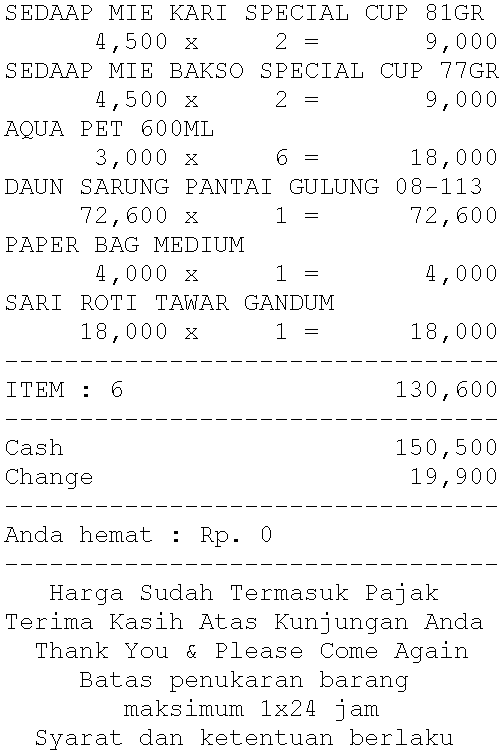 SEDAAP MIE KARI SPECIAL CUP 81GR
4,500 x 2 = 9,000
SEDAAP MIE BAKSO SPECIAL CUP 77GR
4,500 x 2 = 9,000
AQUA PET 600ML
3,000 x 6 = 18,000
DAUN SARUNG PANTAI GULUNG 08-113
72,600 x 1 = 72,600
PAPER BAG MEDIUM
4,000 x 1 = 4,000
SARI ROTI TAWAR GANDUM
18,000 x 1 = 18,000
---------------------------------
ITEM : 6 130,600
---------------------------------
Cash 150,500
Change 19,900
---------------------------------
Anda hemat : Rp. 0
---------------------------------
Harga Sudah Termasuk Pajak
Terima Kasih Atas Kunjungan Anda
Thank You & Please Come Again
Batas penukaran barang
maksimum 1x24 jam
Syarat dan ketentuan berlaku